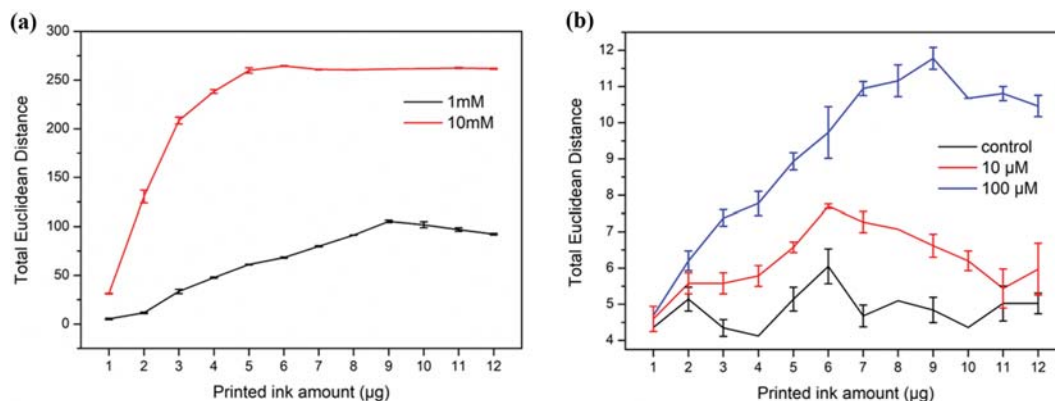 (a)
300
250
200
150
100
50
0
Total Euclidean Distance
1mM
10mM
1 2 3 4 5 6 7 8 9 10 11 12
Printed ink amount (µg)
(b)
12
11
10
9
8
7
6
5
4
Total Euclidean Distance
control
10 µM
100 µM
1 2 3 4 5 6 7 8 9 10 11 12
Printed ink amount (µg)